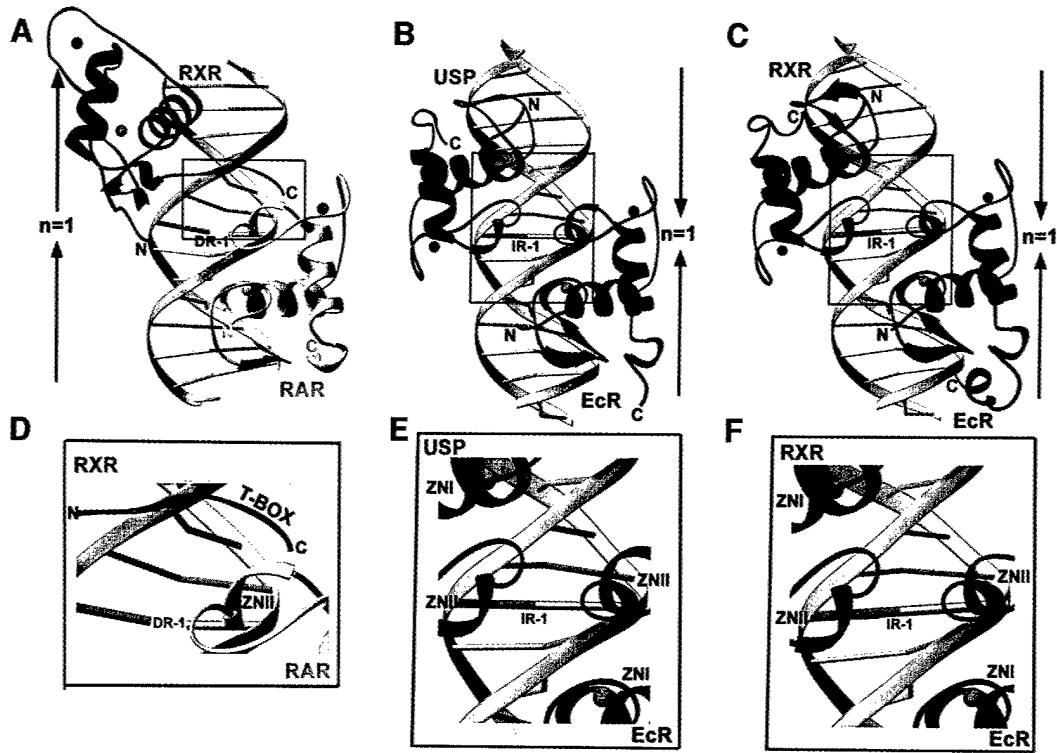 A
RXR
n=1
C
DR-1
N
N
C
RAR
B
USP
N
C
IR-1
n=1
N
EcR
C
C
RXR
N
C
IR-1
n=1
N
C
EcR
D
RXR
N
T-BOX
C
ZNII
DR-1
RAR
E
USP
ZNI
ZNII
ZNII
IR-1
ZNI
EcR
F
RXR
ZNI
ZNII
ZNII
IR-1
ZNI
EcR